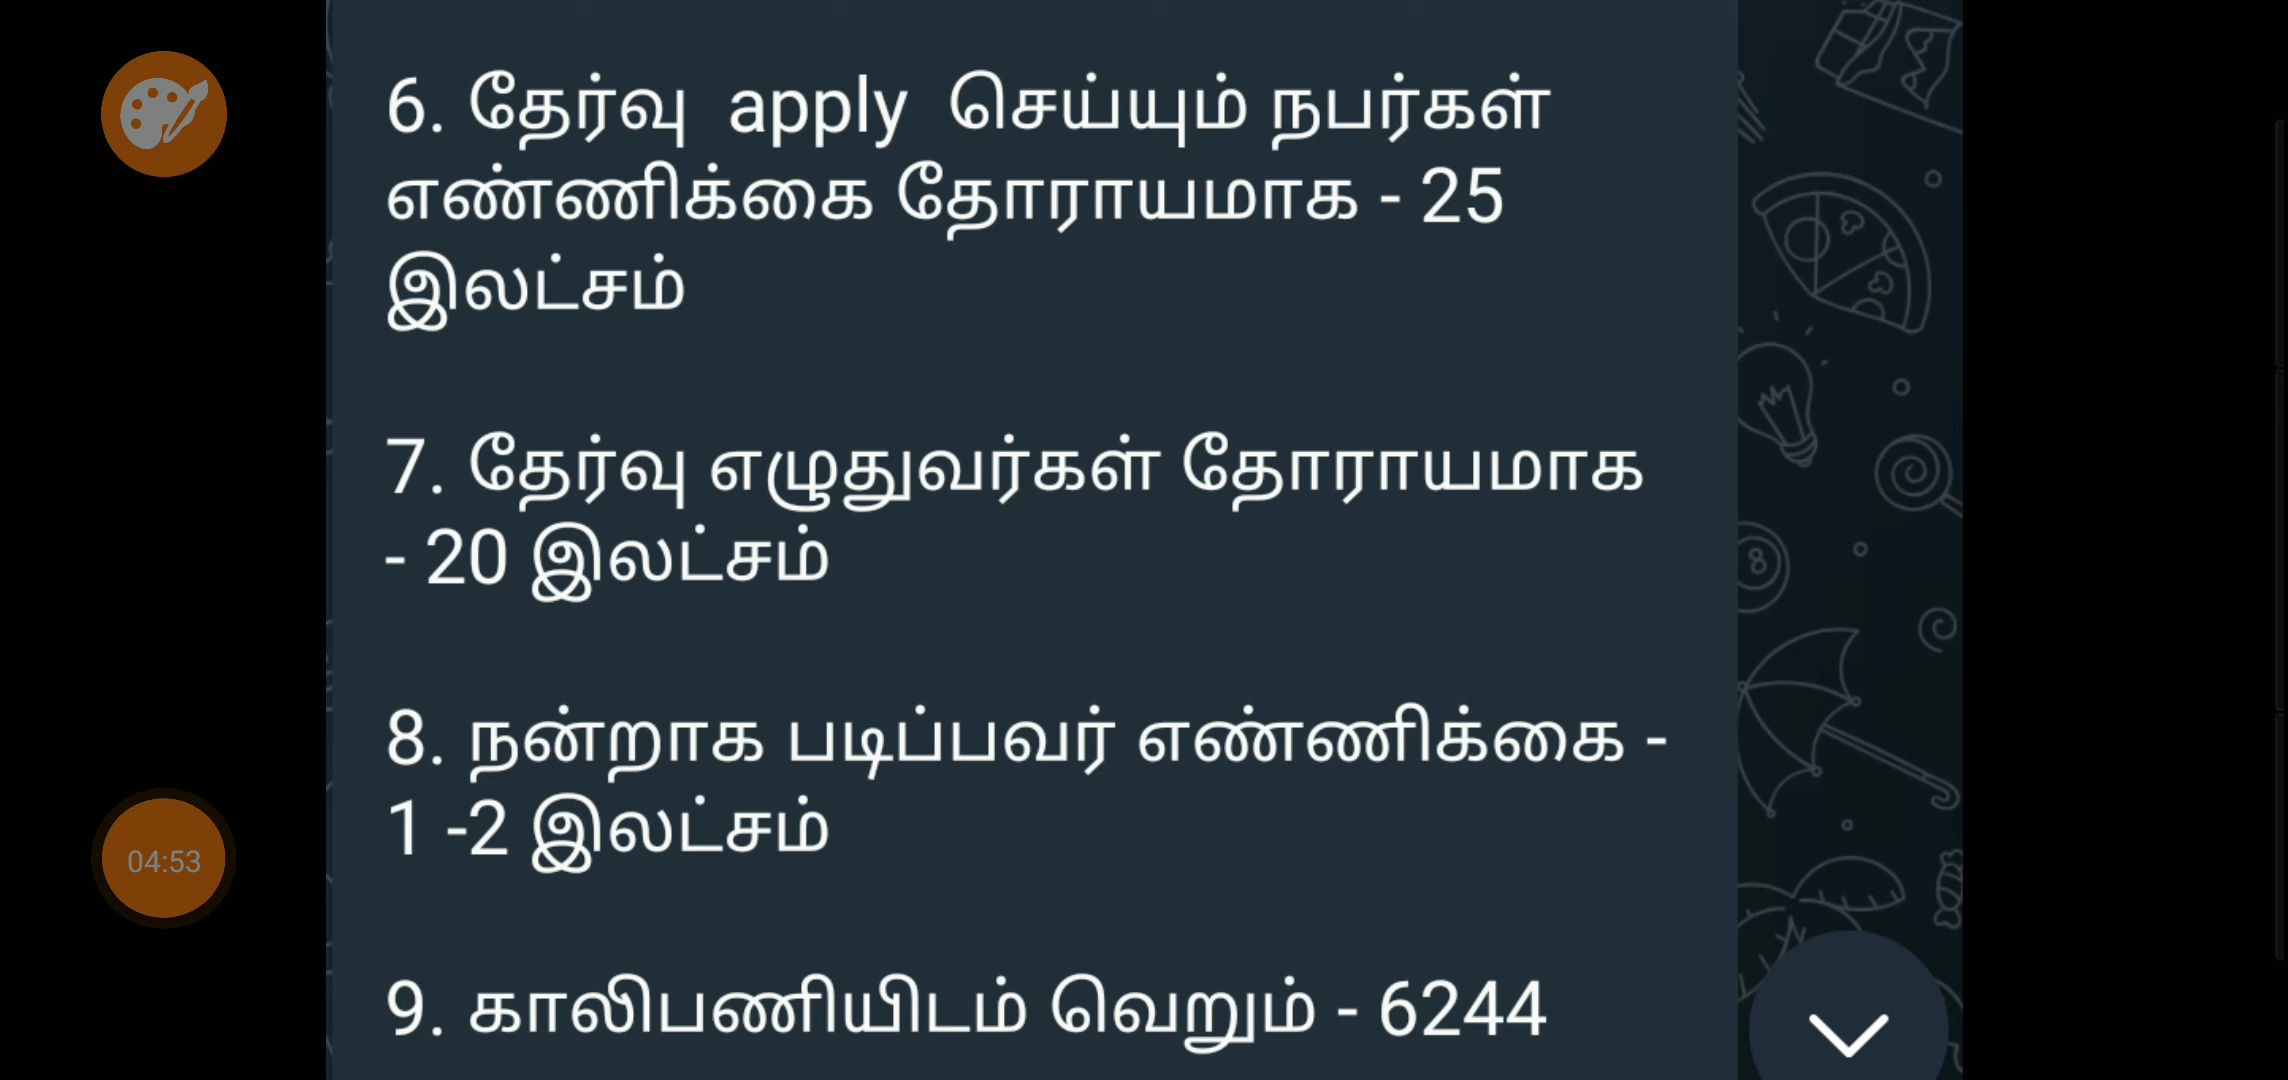 6. தேர்வு apply செய்யும் நபர்கள்
எண்ணிக்கை தோராயமாக - 25
இலட்சம்
7. தேர்வு எழுதுவர்கள் தோராயமாக
- 20 இலட்சம்
8. நன்றாக படிப்பவர் எண்ணிக்கை -
1 -2 இலட்சம்
9. காலிபணியிடம் வெறும் - 6244
04:53